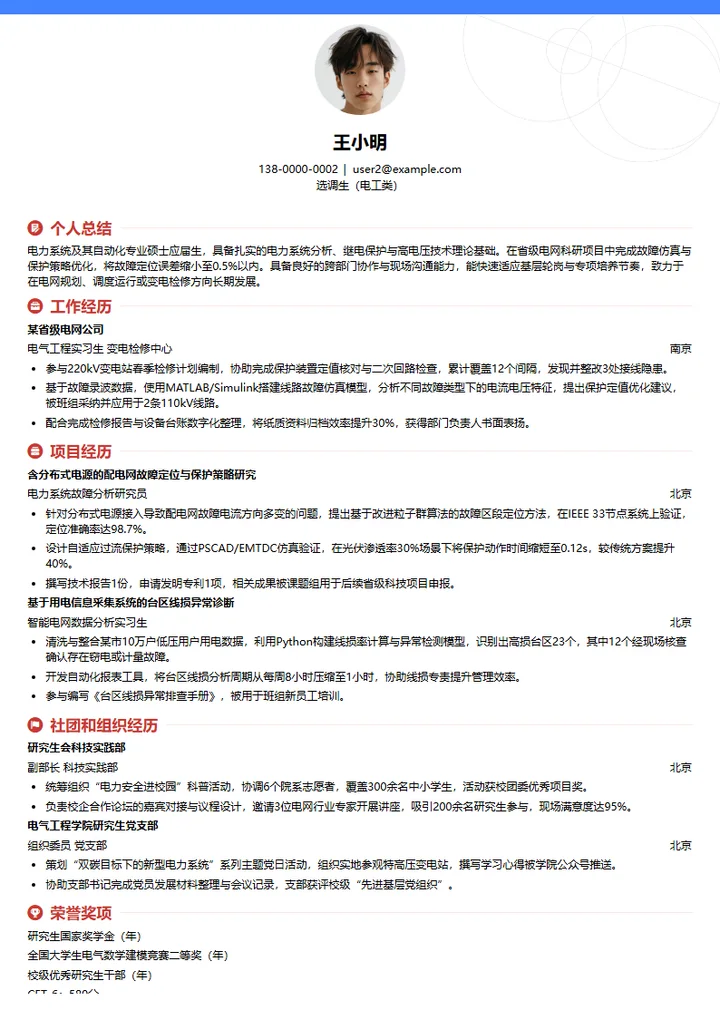 王小明
138-0000-0002 | user2@example.com
选调生（电工类）
个人总结
电力系统及其自动化专业硕士应届生，具备扎实的电力系统分析、继电保护与高电压技术理论基础。在省级电网科研项目中完成故障仿真与
保护策略优化，将故障定位误差缩小至0.5%以内。具备良好的跨部门协作与现场沟通能力，能快速适应基层轮岗与专项培养节奏，致力于
在电网规划、调度运行或变电检修方向长期发展。
工作经历
某省级电网公司
电气工程实习生 变电检修中心 南京
• 参与220kV变电站春季检修计划编制，协助完成保护装置定值核对与二次回路检查，累计覆盖12个间隔，发现并整改3处接线隐患。
• 基于故障录波数据，使用MATLAB/Simulink搭建线路故障仿真模型，分析不同故障类型下的电流电压特征，提出保护定值优化建议，
被班组采纳并应用于2条110kV线路。
• 配合完成检修报告与设备台账数字化整理，将纸质资料归档效率提升30%，获得部门负责人书面表扬。
项目经历
含分布式电源的配电网故障定位与保护策略研究
电力系统故障分析研究员 北京
• 针对分布式电源接入导致配电网故障电流方向多变的问题，提出基于改进粒子群算法的故障区段定位方法，在IEEE 33节点系统上验证，
定位准确率达98.7%。
• 设计自适应过流保护策略，通过PSCAD/EMTDC仿真验证，在光伏渗透率30%场景下将保护动作时间缩短至0.12s，较传统方案提升
40%。
• 撰写技术报告1份，申请发明专利1项，相关成果被课题组用于后续省级科技项目申报。
基于用电信息采集系统的台区线损异常诊断
智能电网数据分析实习生 北京
• 清洗与整合某市10万户低压用户用电数据，利用Python构建线损率计算与异常检测模型，识别出高损台区23个，其中12个经现场核查
确认存在窃电或计量故障。
• 开发自动化报表工具，将台区线损分析周期从每周8小时压缩至1小时，协助线损专责提升管理效率。
• 参与编写《台区线损异常排查手册》，被用于班组新员工培训。
社团和组织经历
研究生会科技实践部
副部长 科技实践部 北京
• 统筹组织“电力安全进校园”科普活动，协调6个院系志愿者，覆盖300余名中小学生，活动获校团委优秀项目奖。
• 负责校企合作论坛的嘉宾对接与议程设计，邀请3位电网行业专家开展讲座，吸引200余名研究生参与，现场满意度达95%。
电气工程学院研究生党支部
组织委员 党支部 北京
• 策划“双碳目标下的新型电力系统”系列主题党日活动，组织实地参观特高压变电站，撰写学习心得被学院公众号推送。
• 协助支部书记完成党员发展材料整理与会议记录，支部获评校级“先进基层党组织”。
荣誉奖项
研究生国家奖学金（年）
全国大学生电气数学建模竞赛二等奖（年）
校级优秀研究生干部（年）